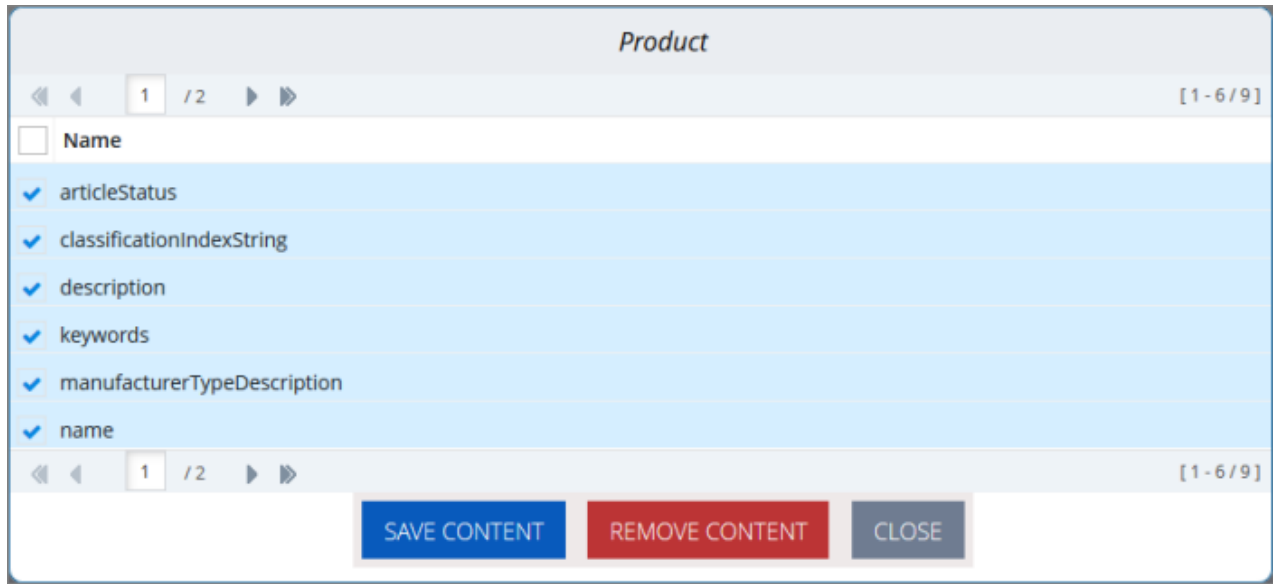 Product
1 / 2 [ 1 - 6 / 9 ]
Name
articleStatus
classificationIndexString
description
keywords
manufacturerTypeDescription
name
1 / 2 [ 1 - 6 / 9 ]
SAVE CONTENT REMOVE CONTENT CLOSE